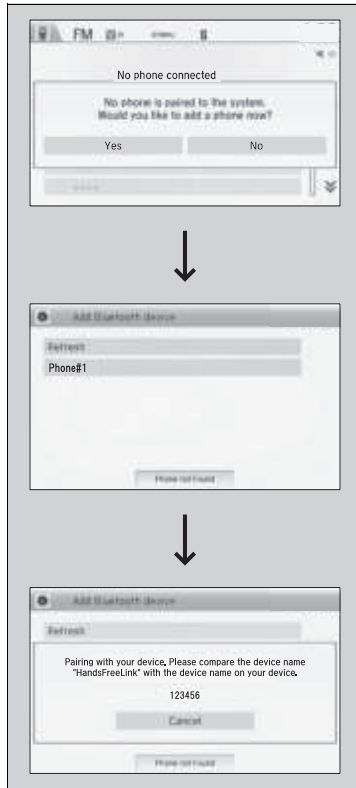 FM
No phone connected
No phone is paired to the system.
Would you like to add a phone now?
Yes
No
Add Bluetooth device
Refresh
Phone#1
Phone not found
Add Bluetooth device
Refresh
Pairing with your device. Please compare the device name
"HandsFreeLink" with the device name on your device.
123456
Cancel
Phone not found